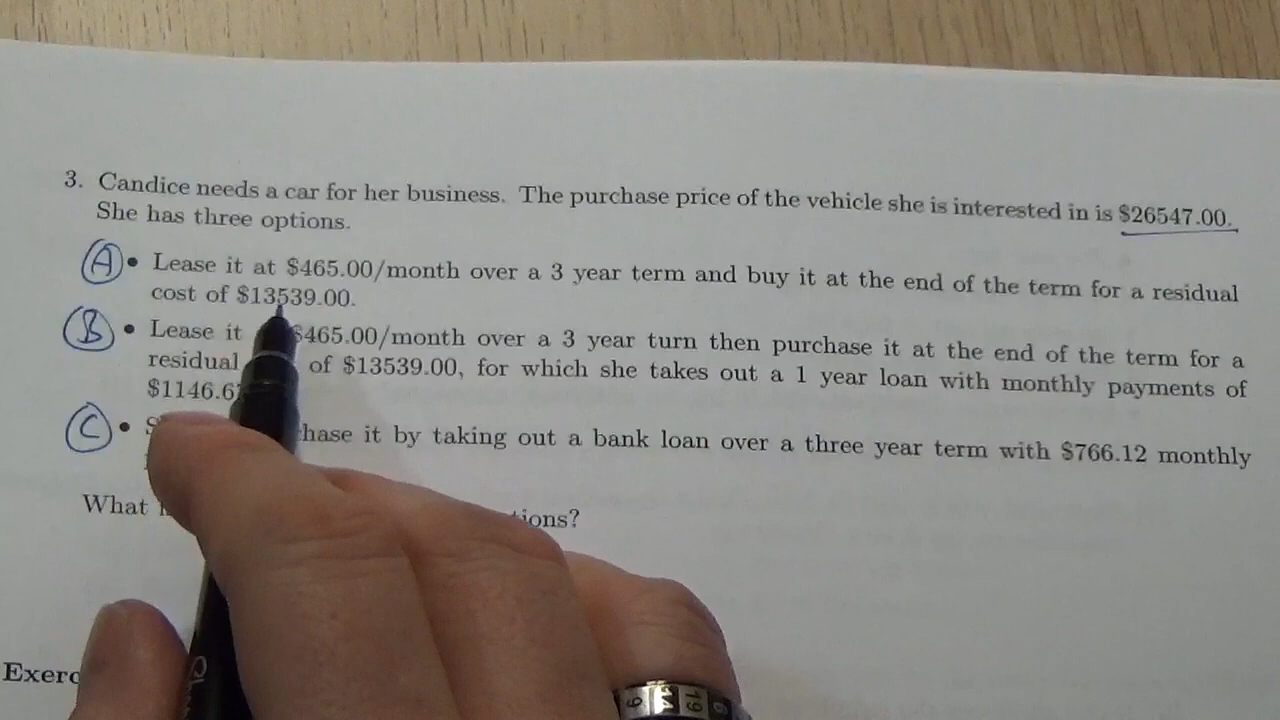 3. Candice needs a car for her business. The purchase price of the vehicle she is interested in is $26547.00.
She has three options.
A • Lease it at $465.00/month over a 3 year term and buy it at the end of the term for a residual
cost of $13539.00.
B • Lease it $465.00/month over a 3 year turn then purchase it at the end of the term for a
residual of $13539.00, for which she takes out a 1 year loan with monthly payments of
$1146.6
C • it by taking out a bank loan over a three year term with $766.12 monthly
What